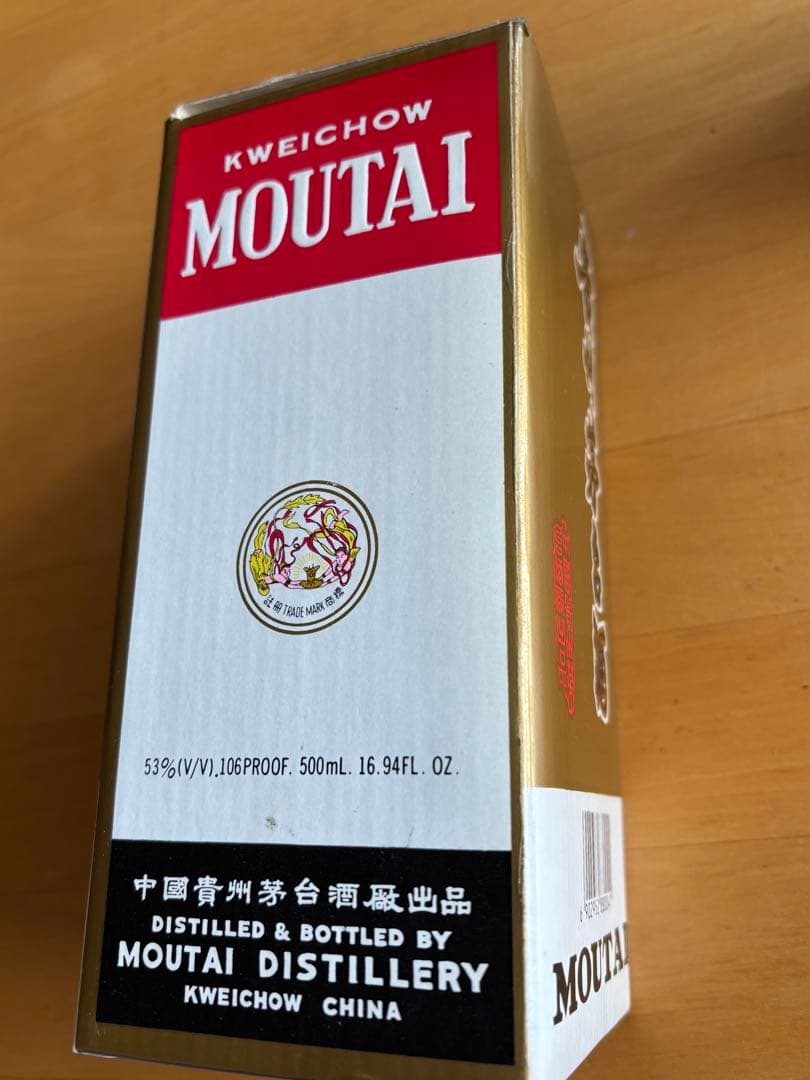 KWEICHOW
MOUTAI
註冊 TRADE MARK 商標
53%(V/V).106PROOF. 500mL. 16.94FL. OZ.
中國貴州茅台酒厰出品
DISTILLED & BOTTLED BY
MOUTAI DISTILLERY
KWEICHOW CHINA
MOUTAI